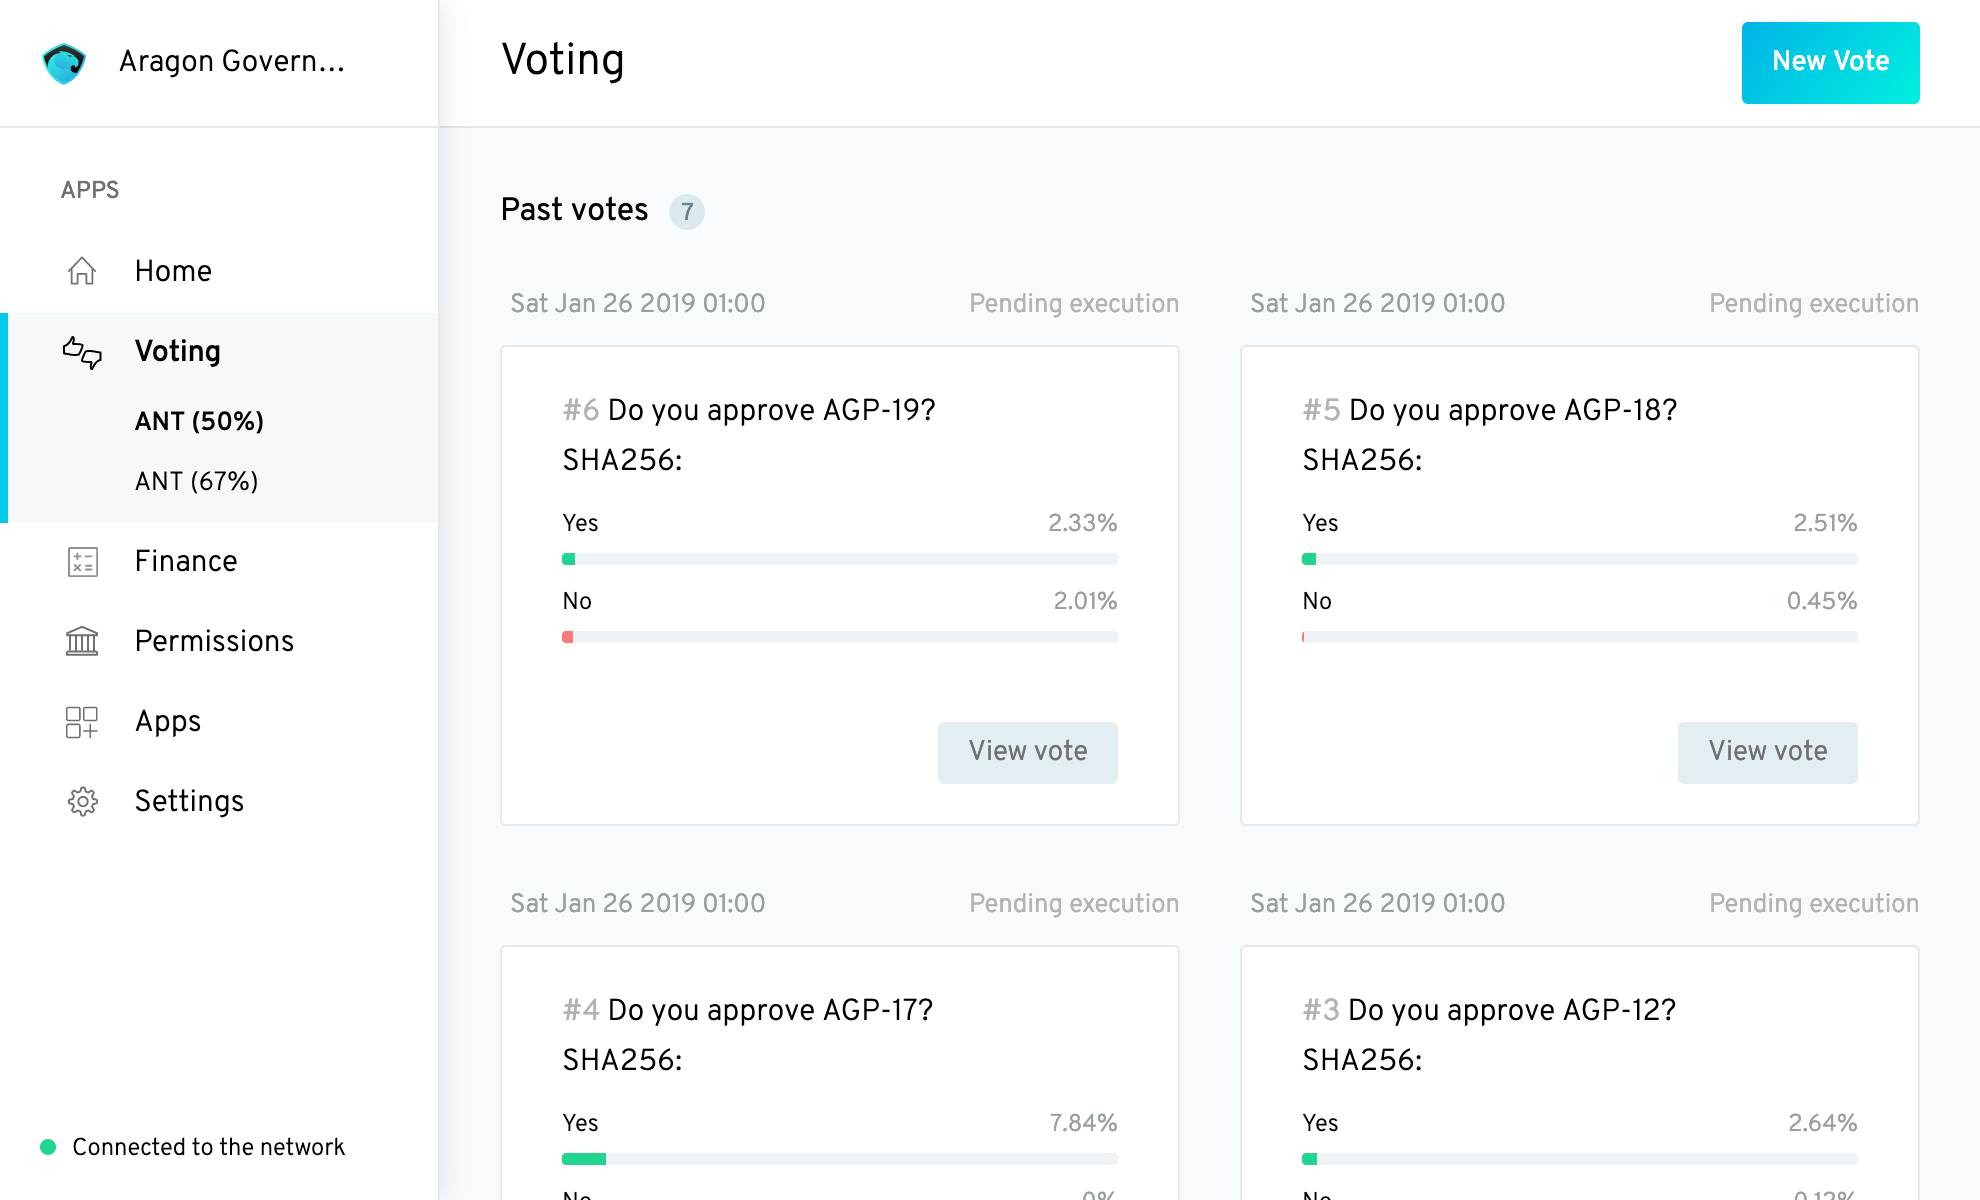 Aragon Govern...
APPS
Home
Voting
ANT (50%)
ANT (67%)
Finance
Permissions
Apps
Settings
Connected to the network
Voting
New Vote
Past votes 7
Sat Jan 26 2019 01:00 Pending execution
#6 Do you approve AGP-19?
SHA256:
Yes 2.33%
No 2.01%
View vote
Sat Jan 26 2019 01:00 Pending execution
#5 Do you approve AGP-18?
SHA256:
Yes 2.51%
No 0.45%
View vote
Sat Jan 26 2019 01:00 Pending execution
#4 Do you approve AGP-17?
SHA256:
Yes 7.84%
No 0%
Sat Jan 26 2019 01:00 Pending execution
#3 Do you approve AGP-12?
SHA256:
Yes 2.64%
No 0.12%